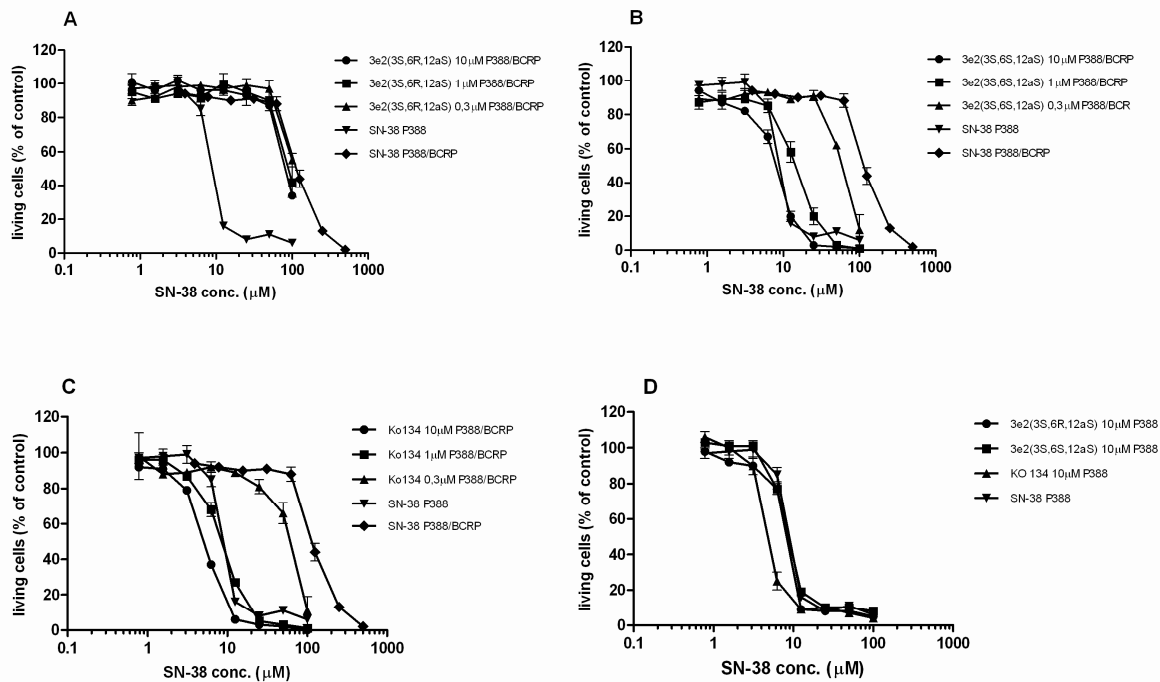 A
living cells (% of control)
120
100
80
60
40
20
0
0.1
1
10
100
1000
SN-38 conc. (µM)
3e2(3S,6R,12aS) 10µM P388/BCRP
3e2(3S,6R,12aS) 1µM P388/BCRP
3e2(3S,6R,12aS) 0,3µM P388/BCRP
SN-38 P388
SN-38 P388/BCRP
B
living cells (% of control)
120
100
80
60
40
20
0
0.1
1
10
100
1000
SN-38 conc. (µM)
3e2(3S,6S,12aS) 10µM P388/BCRP
3e2(3S,6S,12aS) 1µM P388/BCRP
3e2(3S,6S,12aS) 0,3µM P388/BCR
SN-38 P388
SN-38 P388/BCRP
C
living cells (% of control)
120
100
80
60
40
20
0
0.1
1
10
100
1000
SN-38 conc. (µM)
Ko134 10µM P388/BCRP
Ko134 1µM P388/BCRP
Ko134 0,3µM P388/BCRP
SN-38 P388
SN-38 P388/BCRP
D
living cells (% of control)
120
100
80
60
40
20
0
0.1
1
10
100
1000
SN-38 conc. (µM)
3e2(3S,6R,12aS) 10µM P388
3e2(3S,6S,12aS) 10µM P388
KO 134 10µM P388
SN-38 P388